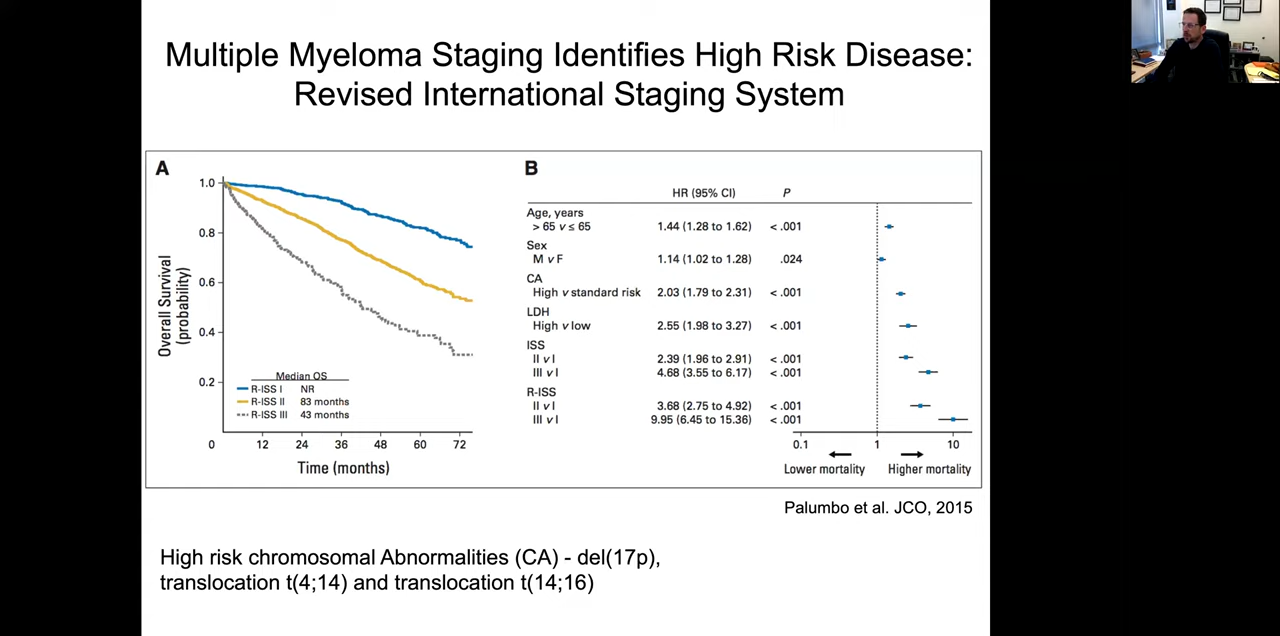 Multiple Myeloma Staging Identifies High Risk Disease:
Revised International Staging System
A
1.0
0.8
0.6
0.4
0.2
0
12
24
36
48
60
72
Overall Survival
(probability)
Time (months)
Median OS
R-ISS I NR
R-ISS II 83 months
R-ISS III 43 months
B
HR (95% CI) P
Age, years
> 65 v ≤ 65 1.44 (1.28 to 1.62) < .001
Sex
M v F 1.14 (1.02 to 1.28) .024
CA
High v standard risk 2.03 (1.79 to 2.31) < .001
LDH
High v low 2.55 (1.98 to 3.27) < .001
ISS
II v I 2.39 (1.96 to 2.91) < .001
III v I 4.68 (3.55 to 6.17) < .001
R-ISS
II v I 3.68 (2.75 to 4.92) < .001
III v I 9.95 (6.45 to 15.36) < .001
0.1 1 10
Lower mortality Higher mortality
Palumbo et al. JCO, 2015
High risk chromosomal Abnormalities (CA) - del(17p),
translocation t(4;14) and translocation t(14;16)